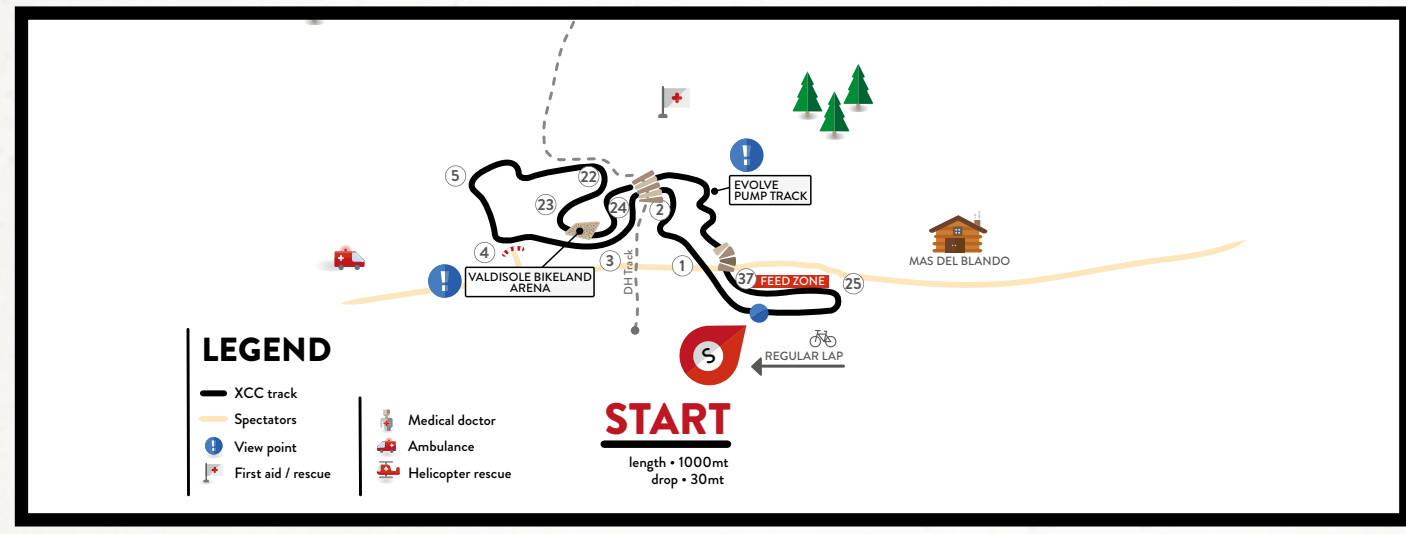 5
22
23
24
2
EVOLVE
PUMP TRACK
4
3
1
DH Track
VALDISOLE BIKELAND
ARENA
37
FEED ZONE
25
MAS DEL BLANDO
S
REGULAR LAP
START
length • 1000mt
drop • 30mt
LEGEND
XCC track
Spectators
View point
First aid / rescue
Medical doctor
Ambulance
Helicopter rescue